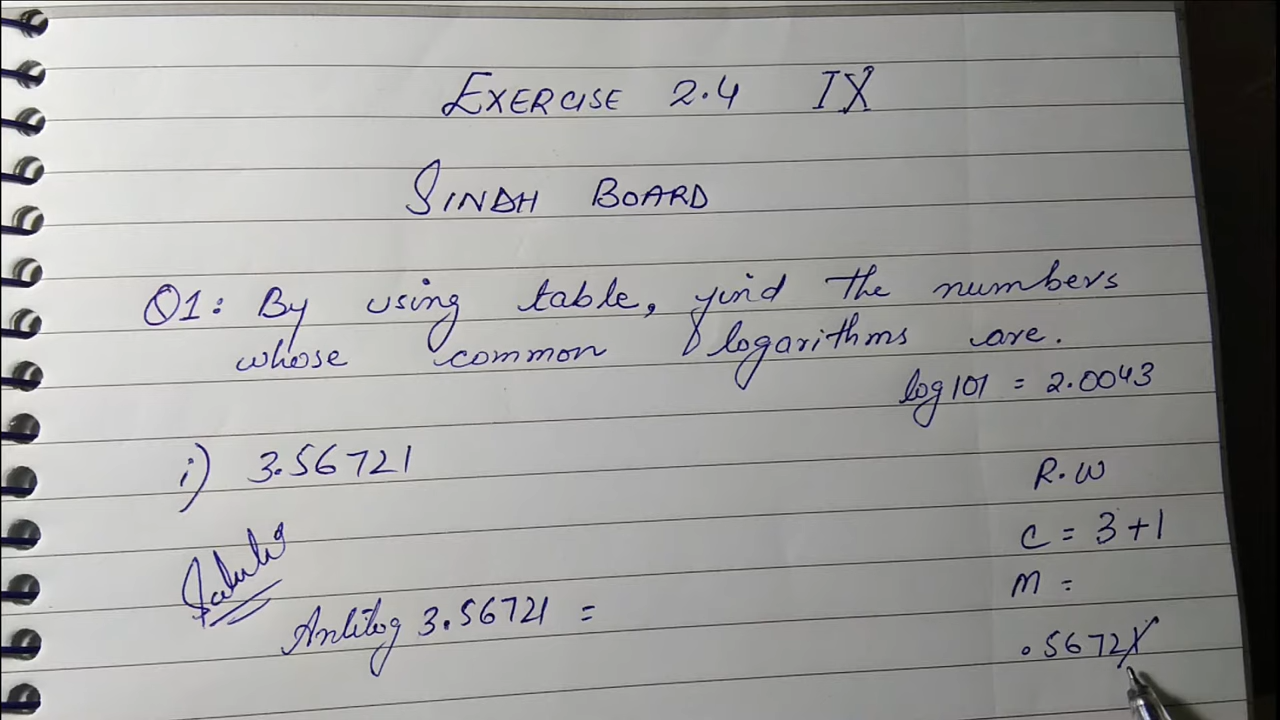 EXERCISE 2.4 IX
SINDH BOARD
Q1: By using table, find the numbers
whose common logarithms are.
log 101 = 2.0043
i) 3.56721
R.W
C = 3 + 1
M =
Antilog 3.56721 =
.56721